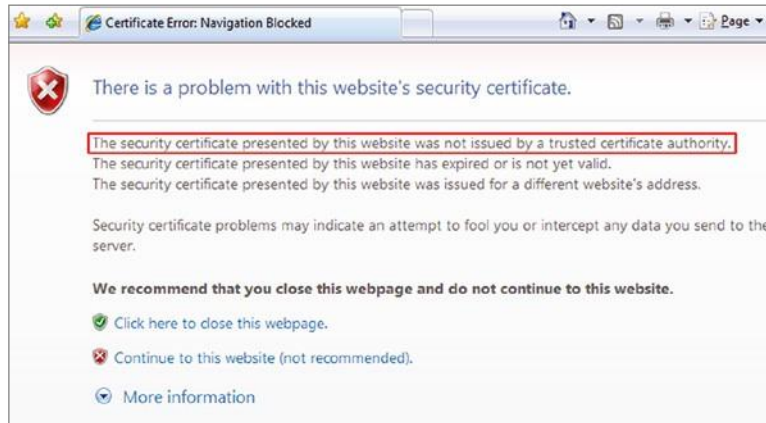 Certificate Error: Navigation Blocked
Page
There is a problem with this website's security certificate.
The security certificate presented by this website was not issued by a trusted certificate authority.
The security certificate presented by this website has expired or is not yet valid.
The security certificate presented by this website was issued for a different website's address.
Security certificate problems may indicate an attempt to fool you or intercept any data you send to the
server.
We recommend that you close this webpage and do not continue to this website.
Click here to close this webpage.
Continue to this website (not recommended).
More information